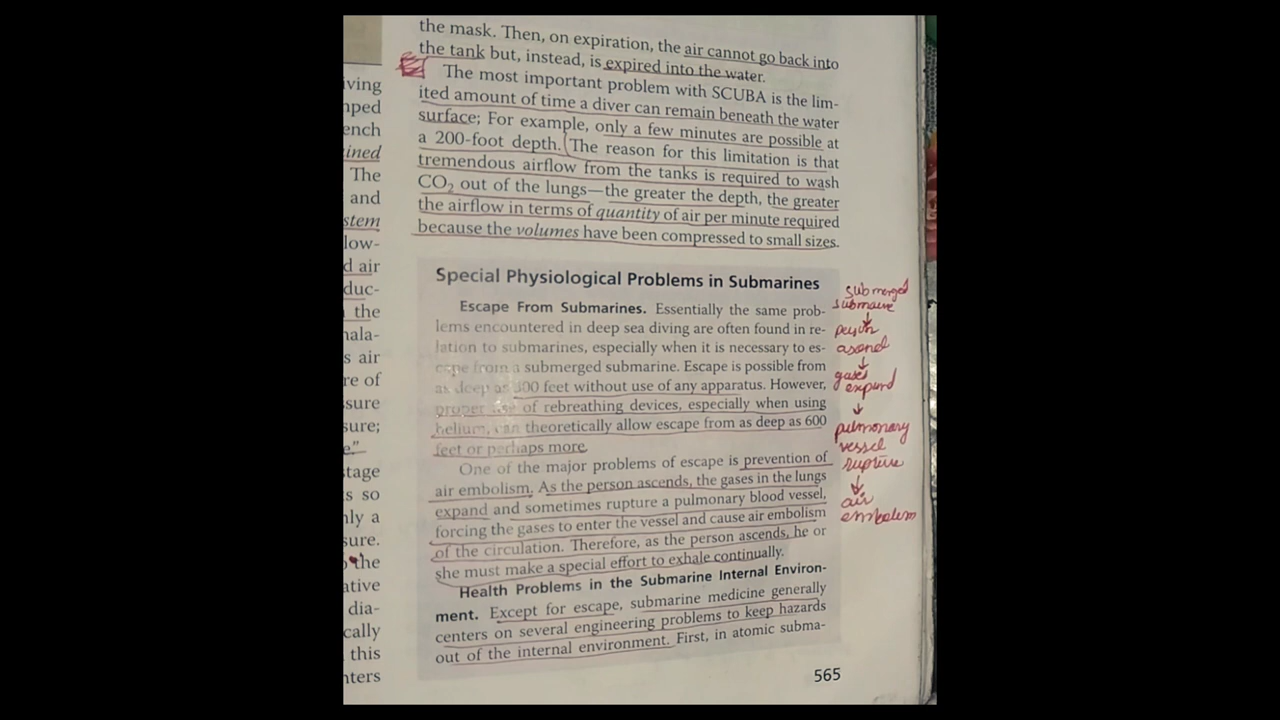 the mask. Then, on expiration, the air cannot go back into
the tank but, instead, is expired into the water.
The most important problem with SCUBA is the lim-
ited amount of time a diver can remain beneath the water
surface; For example, only a few minutes are possible at
a 200-foot depth. The reason for this limitation is that
tremendous airflow from the tanks is required to wash
CO₂ out of the lungs—the greater the depth, the greater
the airflow in terms of quantity of air per minute required
because the volumes have been compressed to small sizes.
Special Physiological Problems in Submarines
Escape From Submarines. Essentially the same prob-
lems encountered in deep sea diving are often found in re-
lation to submarines, especially when it is necessary to es-
cape from a submerged submarine. Escape is possible from
as deep as 300 feet without use of any apparatus. However,
proper use of rebreathing devices, especially when using
helium, can theoretically allow escape from as deep as 600
feet or perhaps more.
One of the major problems of escape is prevention of
air embolism. As the person ascends, the gases in the lungs
expand and sometimes rupture a pulmonary blood vessel,
forcing the gases to enter the vessel and cause air embolism
of the circulation. Therefore, as the person ascends, he or
she must make a special effort to exhale continually.
Health Problems in the Submarine Internal Environ-
ment. Except for escape, submarine medicine generally
centers on several engineering problems to keep hazards
out of the internal environment. First, in atomic subma-
565
submerged
↓
gases
expand
↓
pulmonary
vessel
rupture
↓
air
iving
mped
ench
ained
The
and
stem
low-
d air
duc-
the
hala-
s air
re of
ssure
sure;
e”
stage
s so
nly a
sure.
the
ative
dia-
cally
this
nters